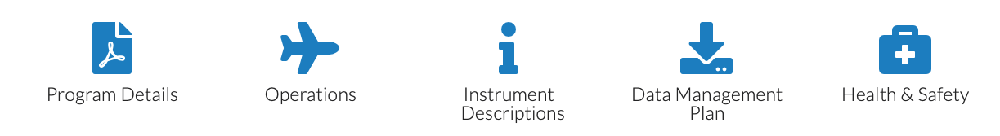 Program Details
Operations
Instrument
Descriptions
Data Management
Plan
Health & Safety